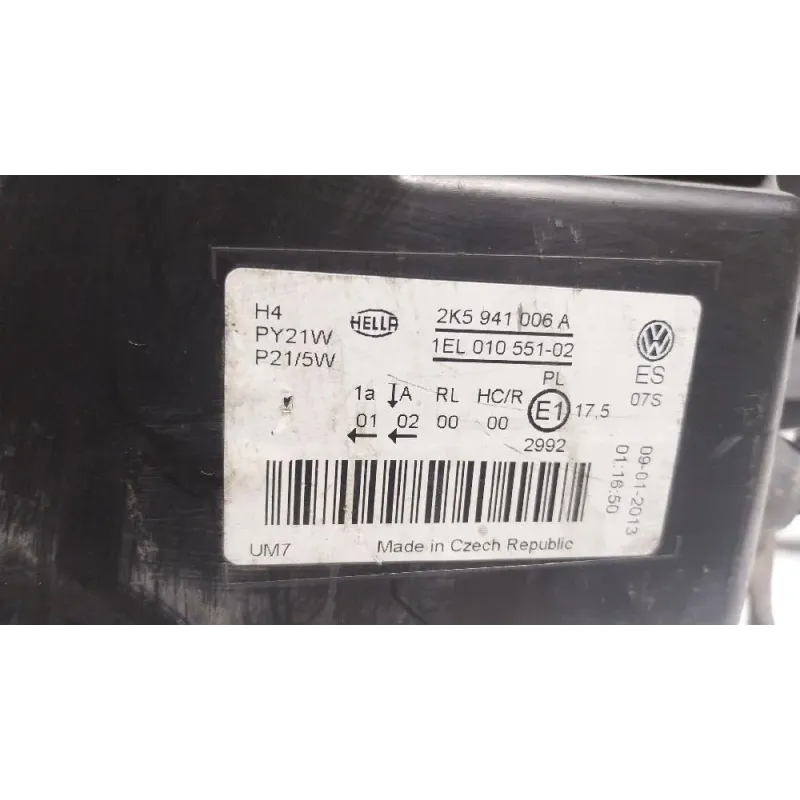 H4
PY21W
P21/5W
HELLA
2K5 941 006 A
1EL 010 551-02
ES
07S
PL
1a A RL HC/R
01 02 00 00
E1 17,5
2992
09-01-2013
01:16:50
UM7
Made in Czech Republic